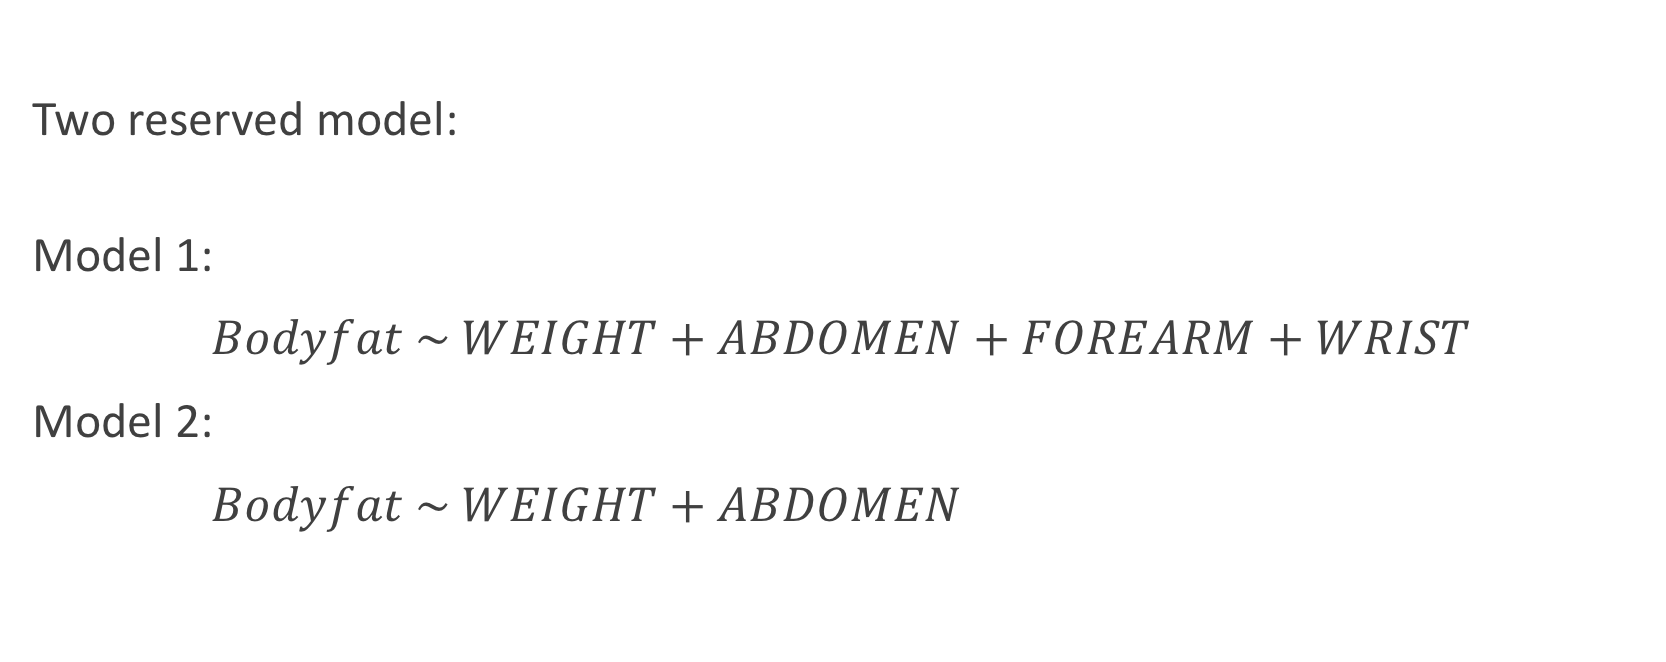 Two reserved model:
Model 1:
Bodyfat ~ WEIGHT + ABDOMEN + FOREARM + WRIST
Model 2:
Bodyfat ~ WEIGHT + ABDOMEN